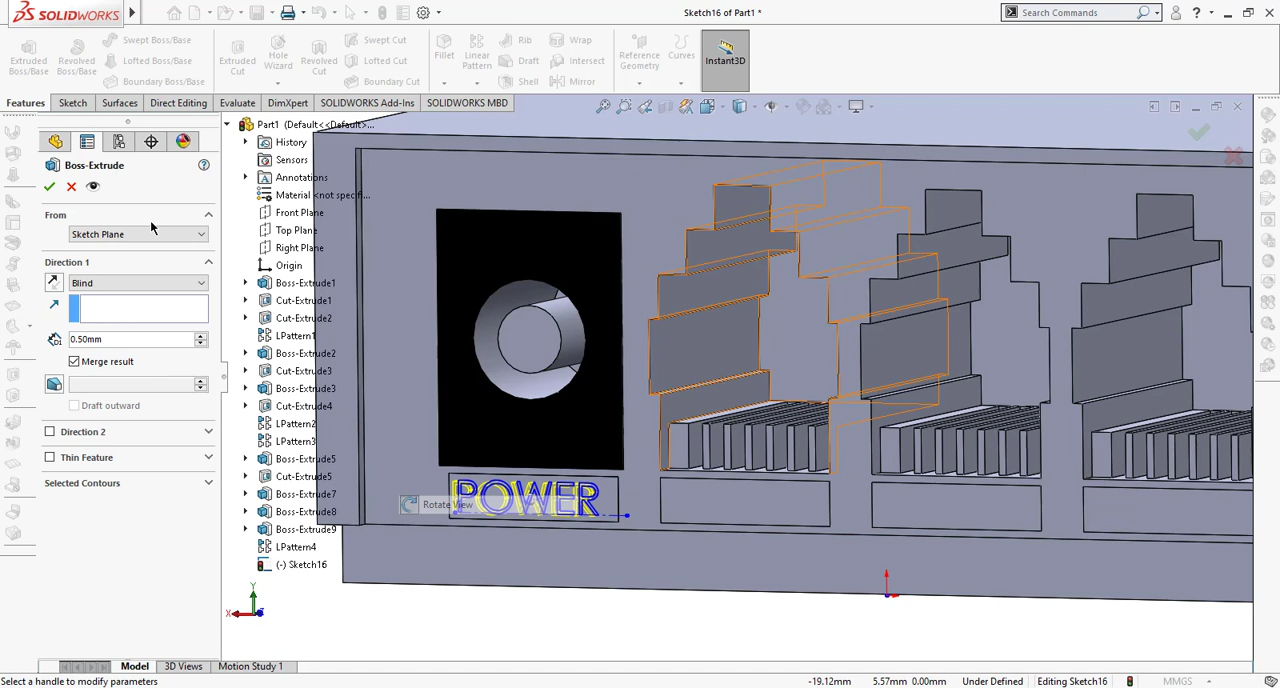 DS SOLIDWORKS
Sketch16 of Part1 *
Search Commands
?
Extruded Boss/Base
Revolved Boss/Base
Swept Boss/Base
Lofted Boss/Base
Boundary Boss/Base
Extruded Cut
Hole Wizard
Revolved Cut
Swept Cut
Lofted Cut
Boundary Cut
Fillet
Linear Pattern
Rib
Draft
Shell
Wrap
Intersect
Mirror
Reference Geometry
Curves
Instant3D
Features
Sketch
Surfaces
Direct Editing
Evaluate
DimXpert
SOLIDWORKS Add-Ins
SOLIDWORKS MBD
Boss-Extrude
From
Sketch Plane
Direction 1
Blind
0.50mm
Merge result
Draft outward
Direction 2
Thin Feature
Selected Contours
Part1 (Default<<Default>...
History
Sensors
Annotations
Material <not specif...
Front Plane
Top Plane
Right Plane
Origin
Boss-Extrude1
Cut-Extrude1
Cut-Extrude2
LPattern1
Boss-Extrude2
Cut-Extrude3
Boss-Extrude3
Cut-Extrude4
LPattern2
LPattern3
Boss-Extrude5
Cut-Extrude5
Boss-Extrude7
Boss-Extrude8
Boss-Extrude9
LPattern4
(-) Sketch16
POWER
Rotate View
Y
X
Z
Model
3D Views
Motion Study 1
Select a handle to modify parameters
-19.12mm
5.57mm 0.00mm
Under Defined
Editing Sketch16
MMGS